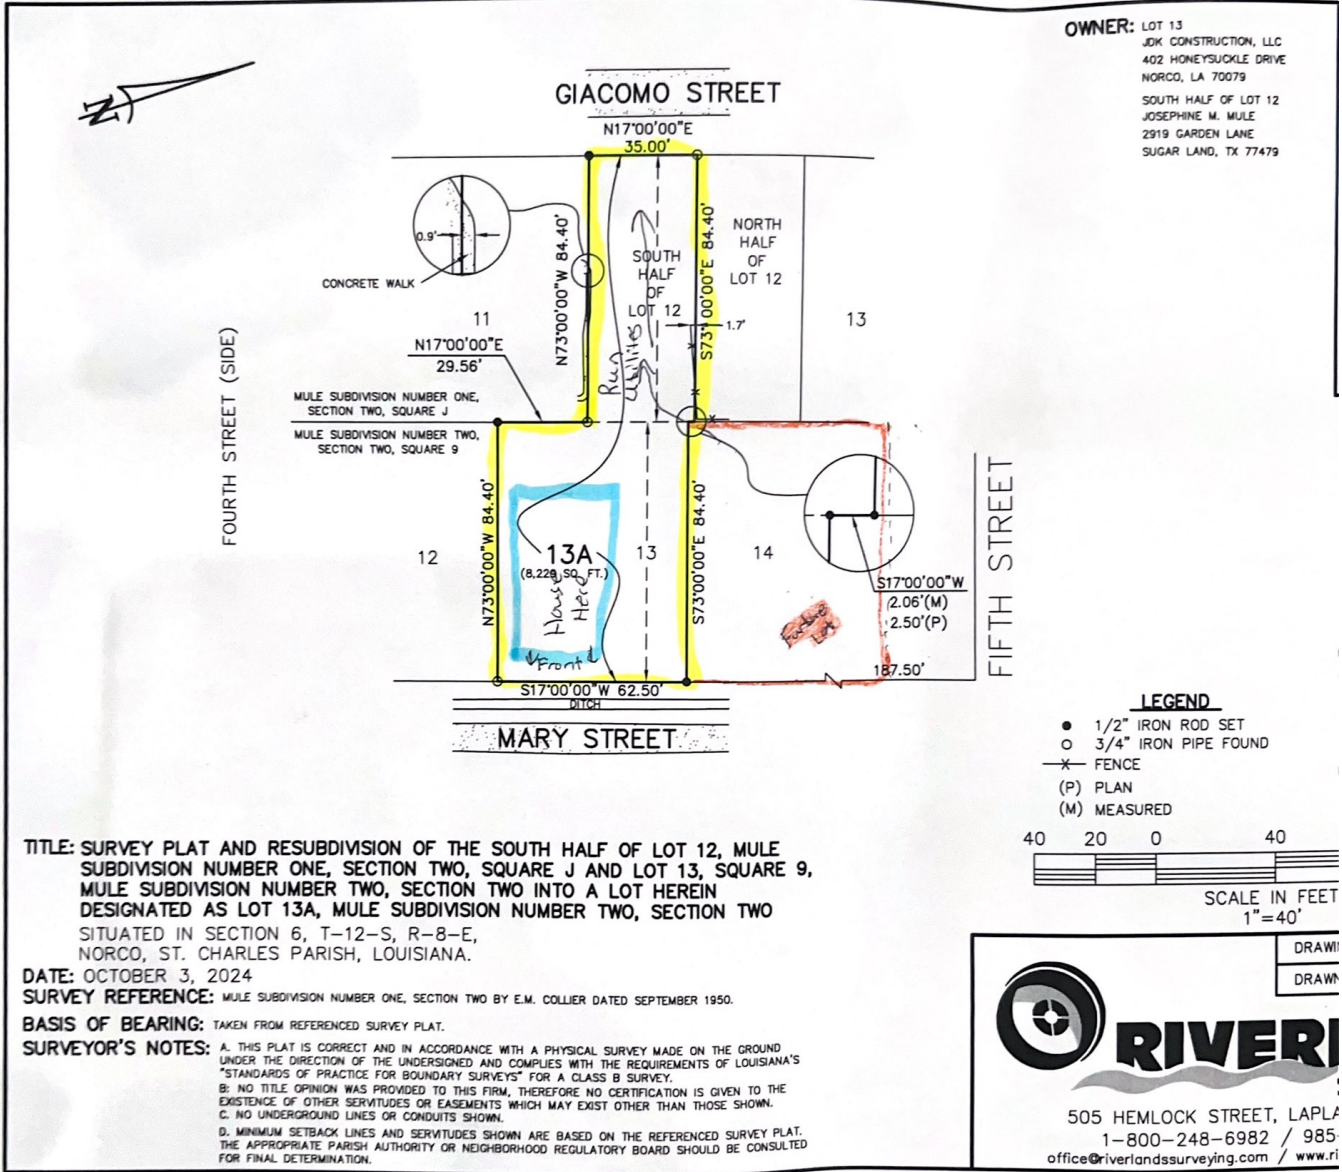 OWNER: LOT 13
JDK CONSTRUCTION, LLC
402 HONEYSUCKLE DRIVE
NORCO, LA 70079
SOUTH HALF OF LOT 12
JOSEPHINE M. MULE
2919 GARDEN LANE
SUGAR LAND, TX 77479
N
GIACOMO STREET
N17°00'00"E
35.00'
N73°00'00"W 84.40'
S73°00'00"E 84.40'
NORTH
HALF
OF
LOT 12
SOUTH
HALF
OF
LOT 12
0.9'
CONCRETE WALK
1.7'
11
13
N17°00'00"E
29.56'
Run
Utilities
FOURTH STREET (SIDE)
MULE SUBDIVISION NUMBER ONE,
SECTION TWO, SQUARE J
MULE SUBDIVISION NUMBER TWO,
SECTION TWO, SQUARE 9
N73°00'00"W 84.40'
S73°00'00"E 84.40'
12
13A
(8,229 SQ. FT.)
13
14
House
Here
Front
S17°00'00"W
2.06'(M)
2.50'(P)
Lot
187.50'
FIFTH STREET
S17°00'00"W 62.50'
DITCH
MARY STREET
LEGEND
1/2" IRON ROD SET
3/4" IRON PIPE FOUND
X FENCE
(P) PLAN
(M) MEASURED
40 20 0 40
SCALE IN FEET
1"=40'
TITLE: SURVEY PLAT AND RESUBDIVISION OF THE SOUTH HALF OF LOT 12, MULE
SUBDIVISION NUMBER ONE, SECTION TWO, SQUARE J AND LOT 13, SQUARE 9,
MULE SUBDIVISION NUMBER TWO, SECTION TWO INTO A LOT HEREIN
DESIGNATED AS LOT 13A, MULE SUBDIVISION NUMBER TWO, SECTION TWO
SITUATED IN SECTION 6, T-12-S, R-8-E,
NORCO, ST. CHARLES PARISH, LOUISIANA.
DATE: OCTOBER 3, 2024
SURVEY REFERENCE: MULE SUBDIVISION NUMBER ONE, SECTION TWO BY E.M. COLLIER DATED SEPTEMBER 1950.
BASIS OF BEARING: TAKEN FROM REFERENCED SURVEY PLAT.
SURVEYOR'S NOTES: A. THIS PLAT IS CORRECT AND IN ACCORDANCE WITH A PHYSICAL SURVEY MADE ON THE GROUND
UNDER THE DIRECTION OF THE UNDERSIGNED AND COMPLIES WITH THE REQUIREMENTS OF LOUISIANA'S
"STANDARDS OF PRACTICE FOR BOUNDARY SURVEYS" FOR A CLASS B SURVEY.
B: NO TITLE OPINION WAS PROVIDED TO THIS FIRM, THEREFORE NO CERTIFICATION IS GIVEN TO THE
EXISTENCE OF OTHER SERVITUDES OR EASEMENTS WHICH MAY EXIST OTHER THAN THOSE SHOWN.
C. NO UNDERGROUND LINES OR CONDUITS SHOWN.
D. MINIMUM SETBACK LINES AND SERVITUDES SHOWN ARE BASED ON THE REFERENCED SURVEY PLAT.
THE APPROPRIATE PARISH AUTHORITY OR NEIGHBORHOOD REGULATORY BOARD SHOULD BE CONSULTED
FOR FINAL DETERMINATION.
DRAWI
DRAWN
RIVERL
505 HEMLOCK STREET, LAPLA
1-800-248-6982 / 985-
office@riverlandssurveying.com / www.ri